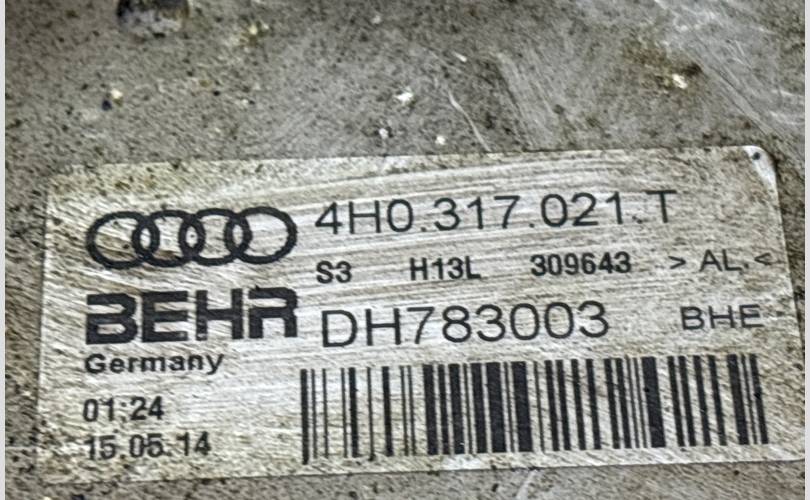 4H0.317.021.T
S3 H13L 309643 > AL. <
BEHR DH783003 BHE
Germany
01:24
15.05.14